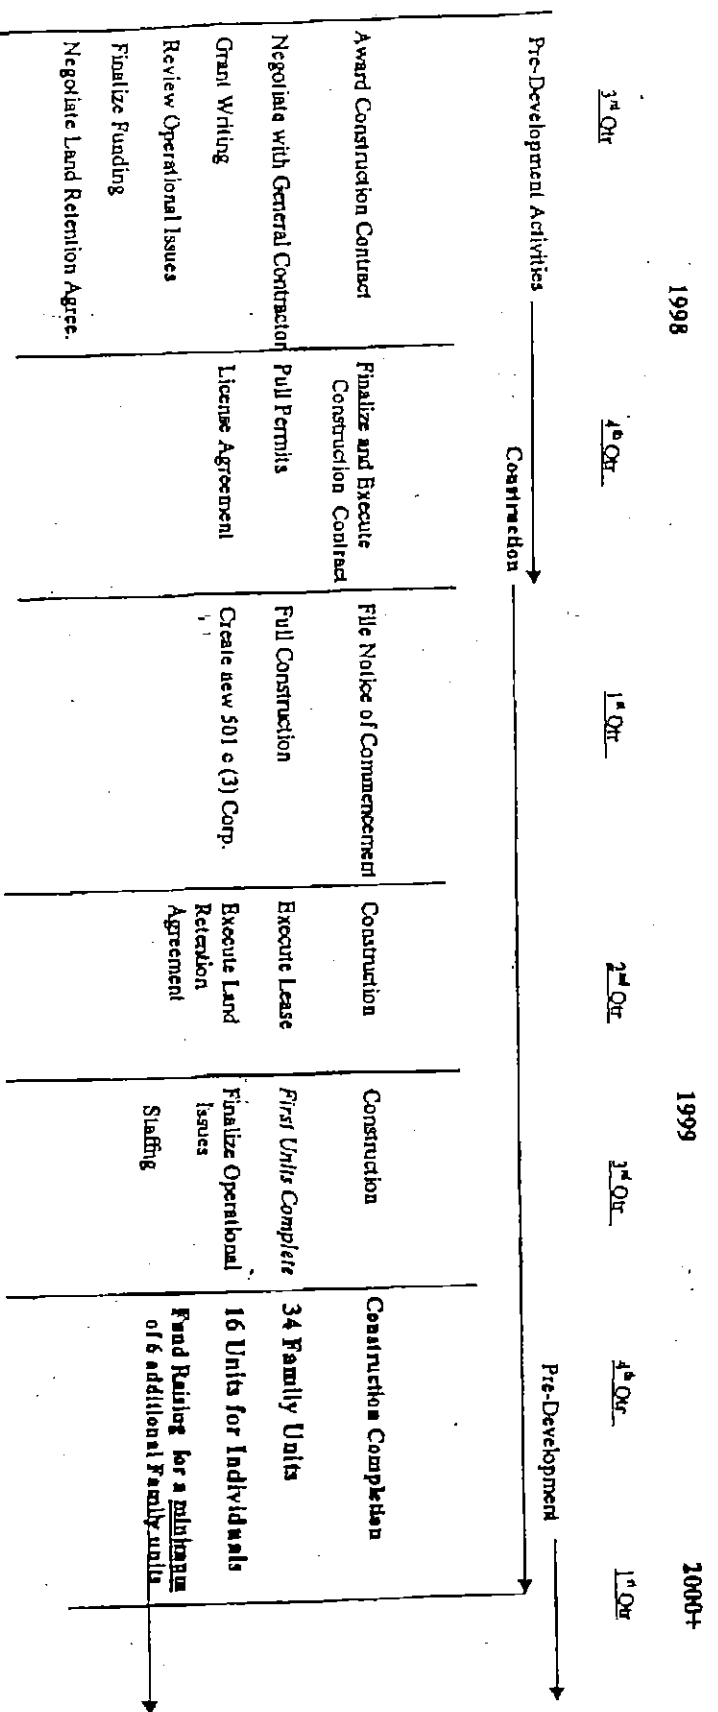 1998
1999
2000+
3rd Qtr
4th Qtr
1st Qtr
2nd Qtr
3rd Qtr
4th Qtr
1st Qtr
Pre-Development Activities
Construction
Pre-Development
Award Construction Contract
Negotiate with General Contractor
Grant Writing
Review Operational Issues
Finalize Funding
Negotiate Land Retention Agree.
Finalize and Execute
Construction Contract
Pull Permits
License Agreement
File Notice of Commencement
Full Construction
Create new 501 c (3) Corp.
Construction
Execute Lease
Execute Land
Retention
Agreement
Construction
First Units Complete
Finalize Operational
Issues
Staffing
Construction Completion
34 Family Units
16 Units for Individuals
Fund Raising for a minimum
of 6 additional Family units